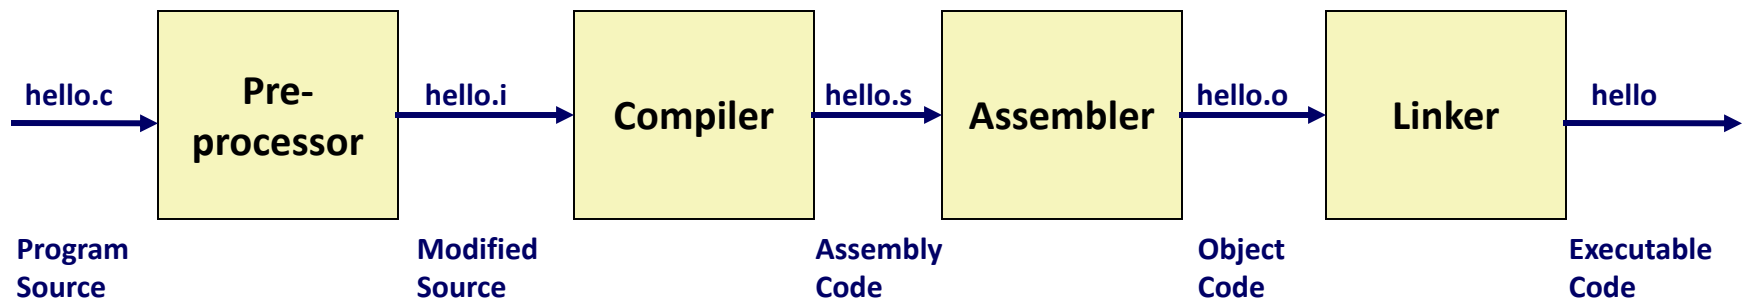 hello.c
Pre-
processor
hello.i
Compiler
hello.s
Assembler
hello.o
Linker
hello
Program
Source
Modified
Source
Assembly
Code
Object
Code
Executable
Code